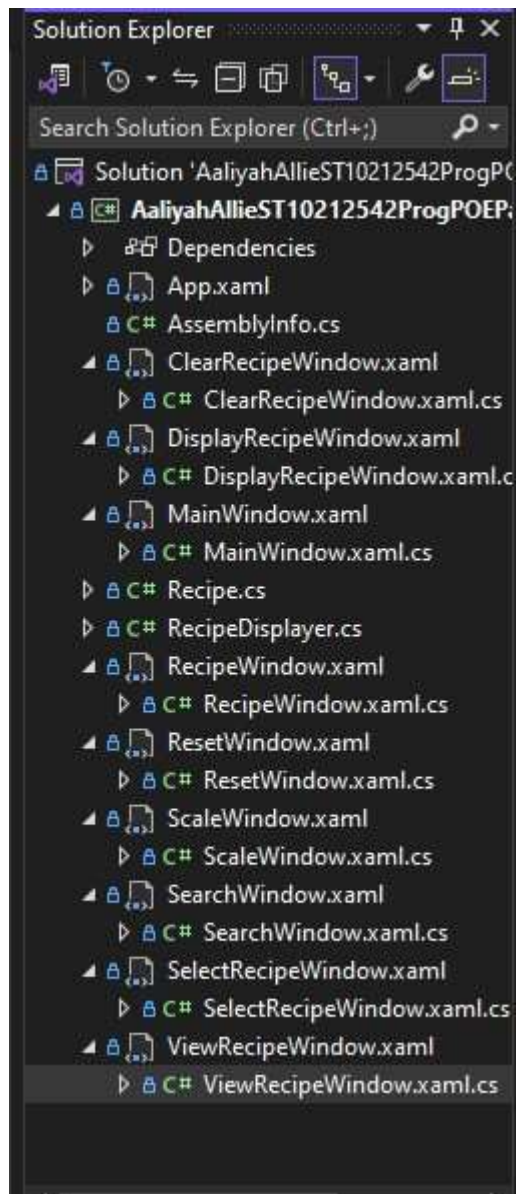 Solution Explorer
Search Solution Explorer (Ctrl+;)
Solution 'AaliyahAllieST10212542ProgPO
C# AaliyahAllieST10212542ProgPOEPa
Dependencies
App.xaml
C# AssemblyInfo.cs
ClearRecipeWindow.xaml
C# ClearRecipeWindow.xaml.cs
DisplayRecipeWindow.xaml
C# DisplayRecipeWindow.xaml.c
MainWindow.xaml
C# MainWindow.xaml.cs
C# Recipe.cs
C# RecipeDisplayer.cs
RecipeWindow.xaml
C# RecipeWindow.xaml.cs
ResetWindow.xaml
C# ResetWindow.xaml.cs
ScaleWindow.xaml
C# ScaleWindow.xaml.cs
SearchWindow.xaml
C# SearchWindow.xaml.cs
SelectRecipeWindow.xaml
C# SelectRecipeWindow.xaml.cs
ViewRecipeWindow.xaml
C# ViewRecipeWindow.xaml.cs